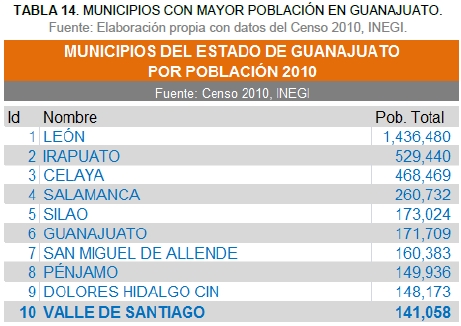 TABLA 14. MUNICIPIOS CON MAYOR POBLACIÓN EN GUANAJUATO.
Fuente: Elaboración propia con datos del Censo 2010, INEGI.
MUNICIPIOS DEL ESTADO DE GUANAJUATO
POR POBLACIÓN 2010
Fuente: Censo 2010, INEGI
Id Nombre Pob. Total
1 LEÓN 1,436,480
2 IRAPUATO 529,440
3 CELAYA 468,469
4 SALAMANCA 260,732
5 SILAO 173,024
6 GUANAJUATO 171,709
7 SAN MIGUEL DE ALLENDE 160,383
8 PÉNJAMO 149,936
9 DOLORES HIDALGO CIN 148,173
10 VALLE DE SANTIAGO 141,058